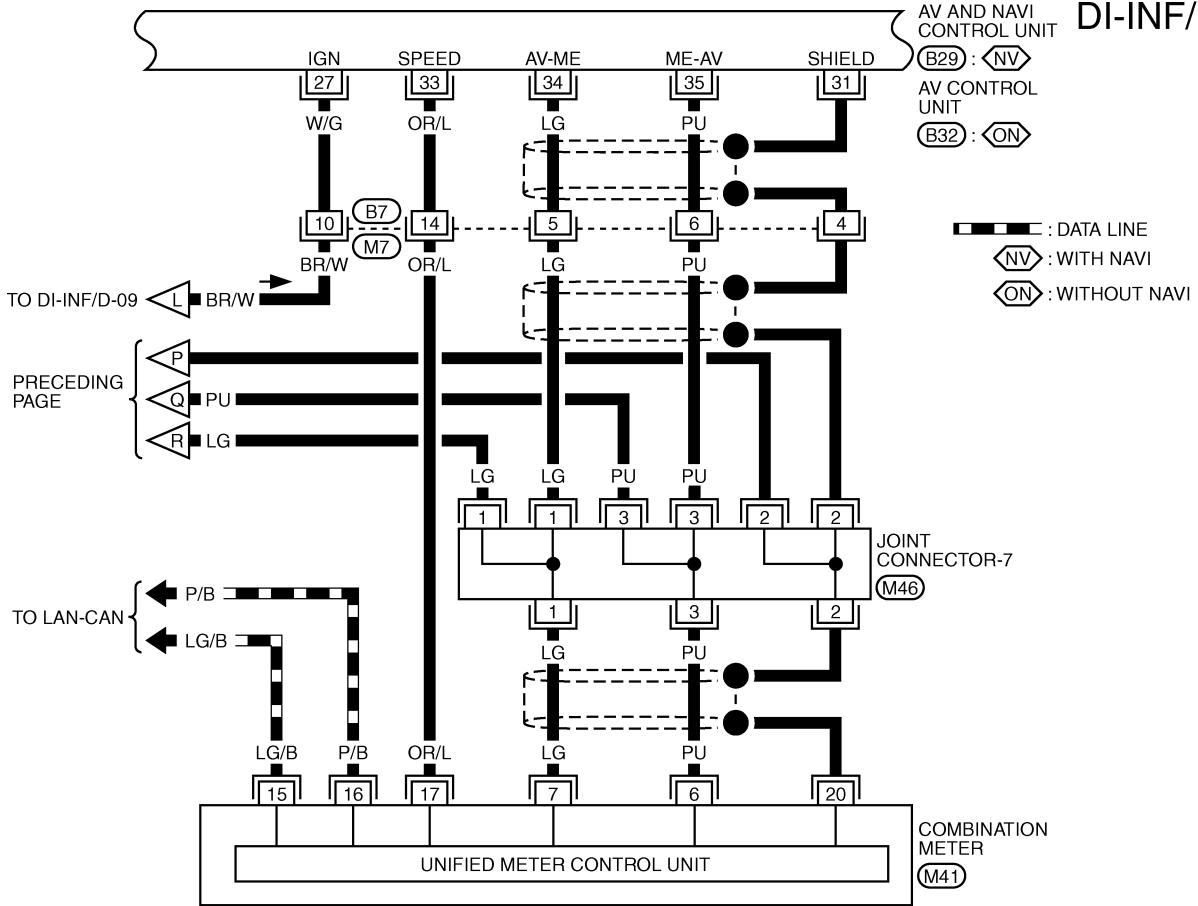 DI-INF/
AV AND NAVI
CONTROL UNIT
B29 : NV
AV CONTROL
UNIT
B32 : ON
IGN SPEED AV-ME ME-AV SHIELD
27 33 34 35 31
W/G OR/L LG PU
10 B7 14 5 6 4
M7
BR/W OR/L LG PU
: DATA LINE
NV : WITH NAVI
ON : WITHOUT NAVI
TO DI-INF/D-09 L BR/W
PRECEDING
PAGE
P
Q PU
R LG
LG LG PU PU
1 1 3 3 2 2
JOINT
CONNECTOR-7
M46
1 3 2
TO LAN-CAN
P/B
LG/B
LG PU
LG/B P/B OR/L LG PU
15 16 17 7 6 20
UNIFIED METER CONTROL UNIT
COMBINATION
METER
M41